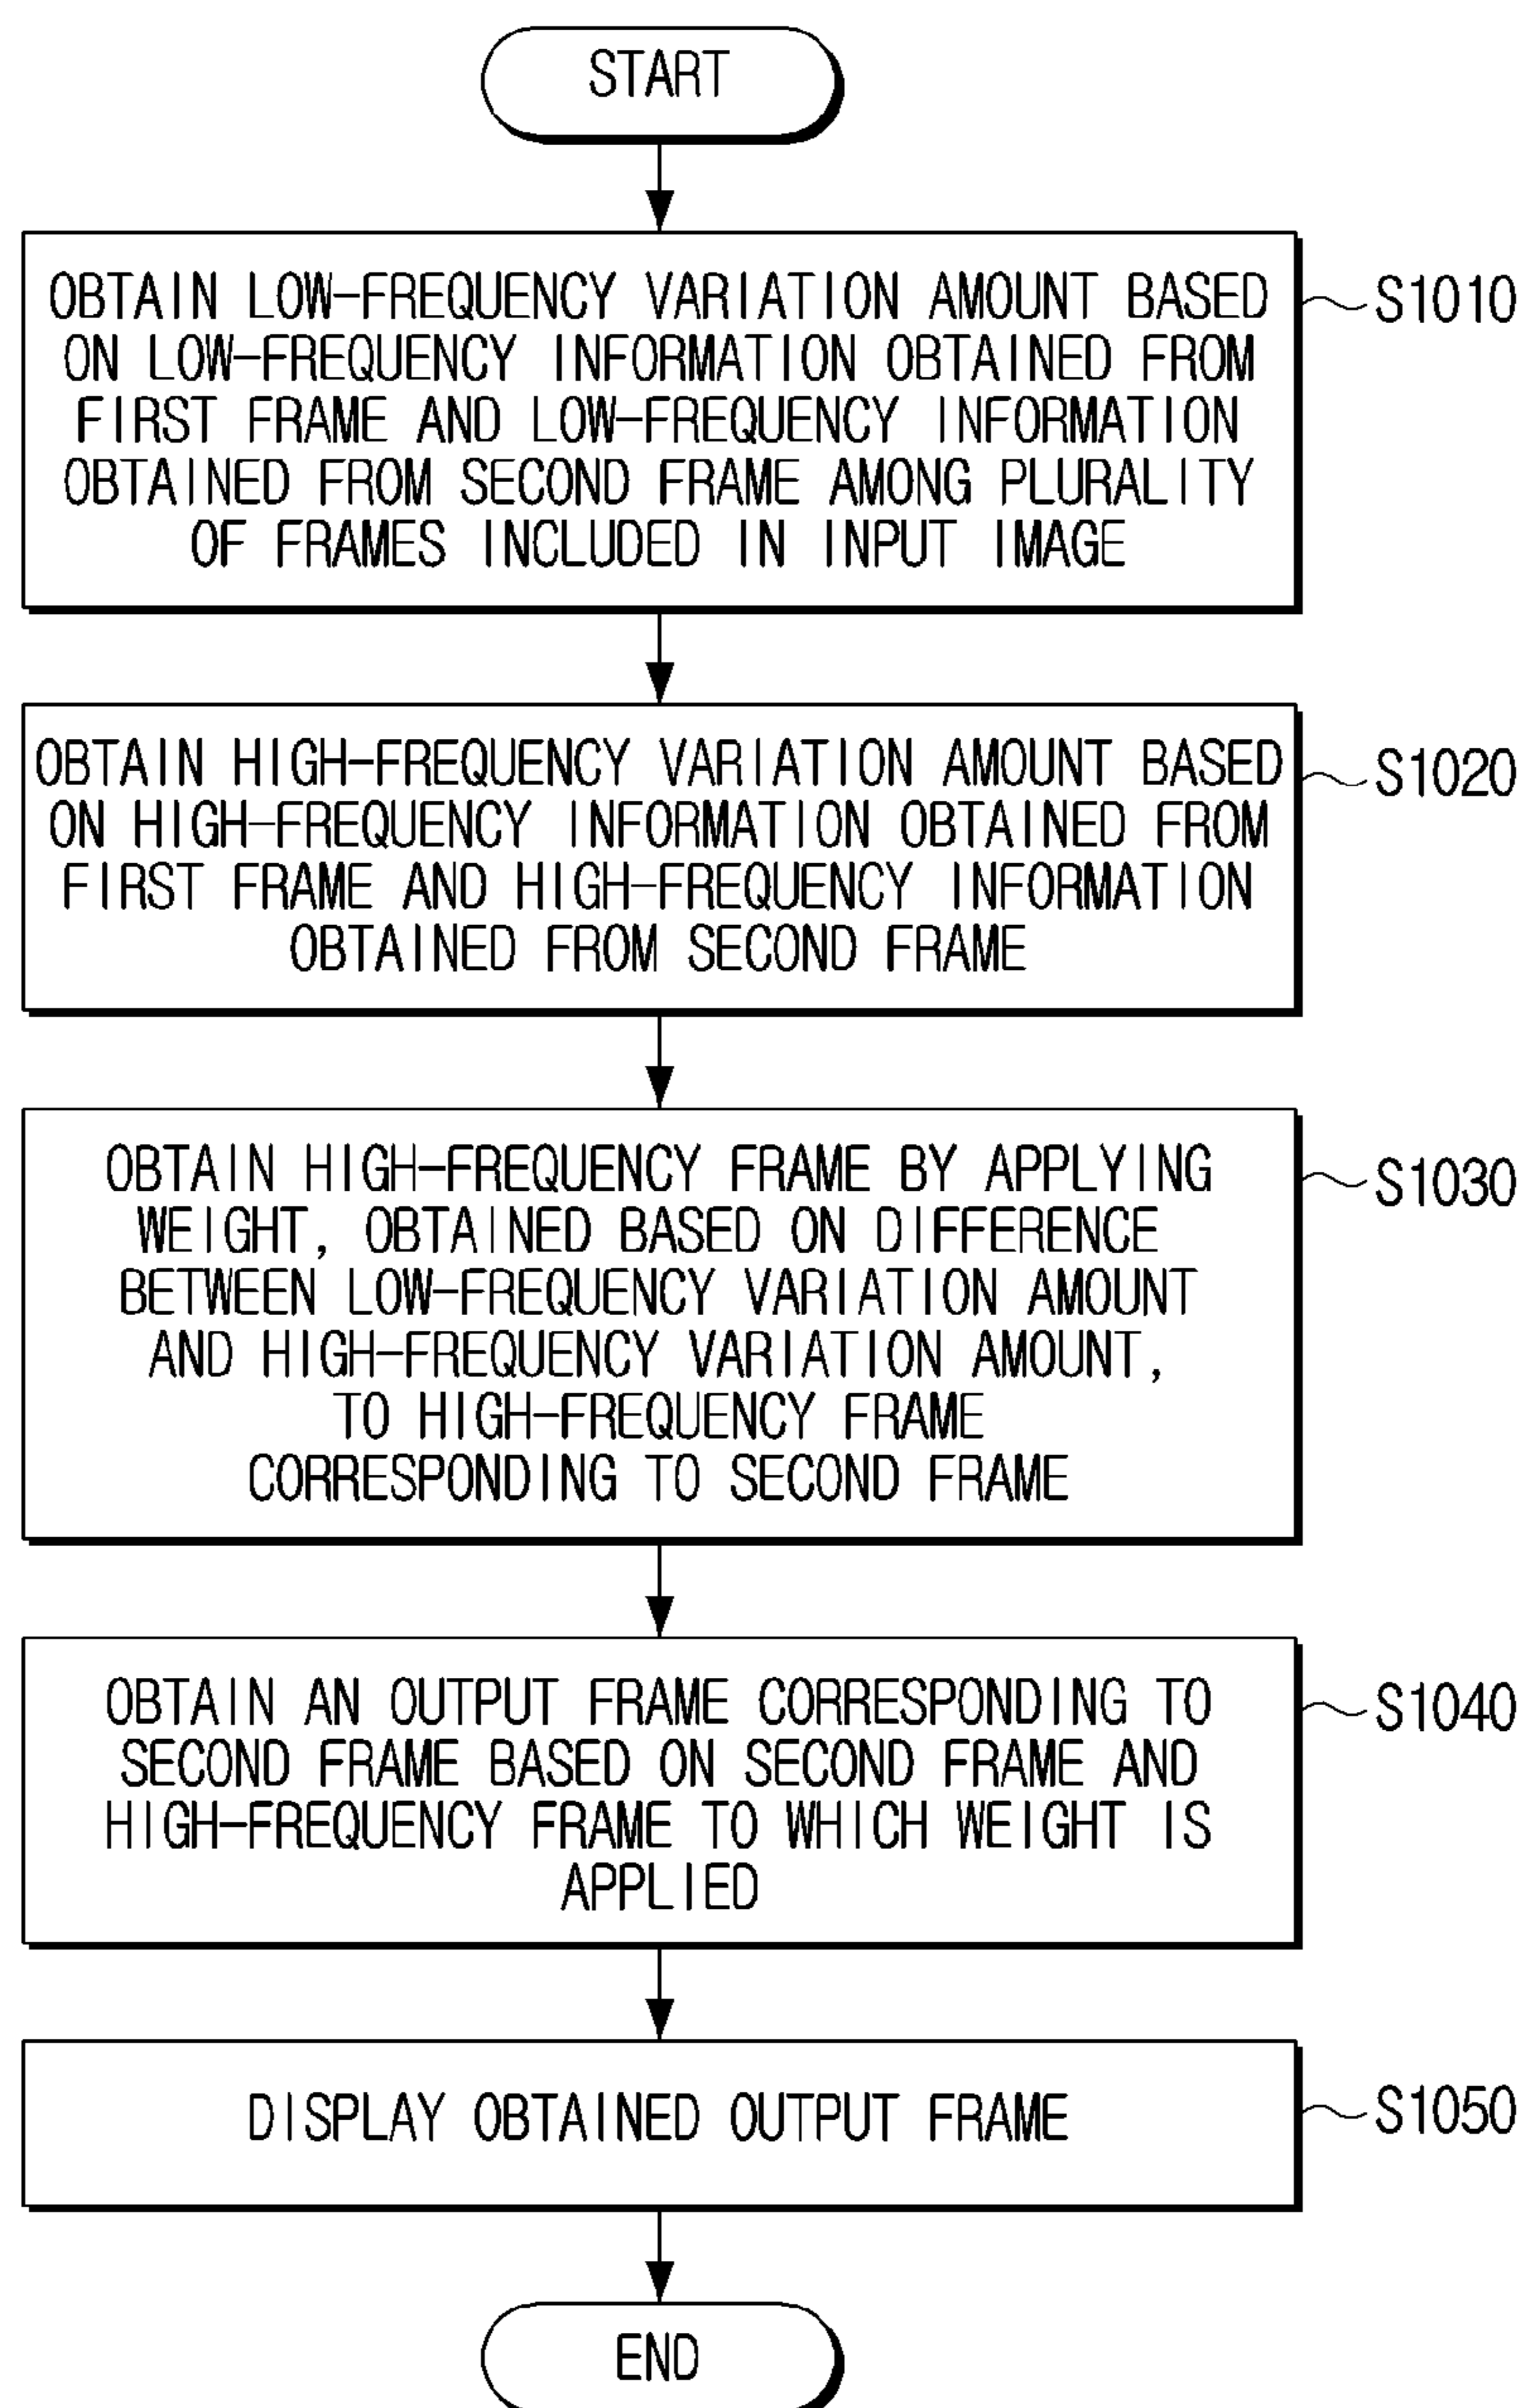 START
OBTAIN LOW-FREQUENCY VARIATION AMOUNT BASED
ON LOW-FREQUENCY INFORMATION OBTAINED FROM
FIRST FRAME AND LOW-FREQUENCY INFORMATION
OBTAINED FROM SECOND FRAME AMONG PLURALITY
OF FRAMES INCLUDED IN INPUT IMAGE
S1010
OBTAIN HIGH-FREQUENCY VARIATION AMOUNT BASED
ON HIGH-FREQUENCY INFORMATION OBTAINED FROM
FIRST FRAME AND HIGH-FREQUENCY INFORMATION
OBTAINED FROM SECOND FRAME
S1020
OBTAIN HIGH-FREQUENCY FRAME BY APPLYING
WEIGHT, OBTAINED BASED ON DIFFERENCE
BETWEEN LOW-FREQUENCY VARIATION AMOUNT
AND HIGH-FREQUENCY VARIATION AMOUNT,
TO HIGH-FREQUENCY FRAME
CORRESPONDING TO SECOND FRAME
S1030
OBTAIN AN OUTPUT FRAME CORRESPONDING TO
SECOND FRAME BASED ON SECOND FRAME AND
HIGH-FREQUENCY FRAME TO WHICH WEIGHT IS
APPLIED
S1040
DISPLAY OBTAINED OUTPUT FRAME
S1050
END